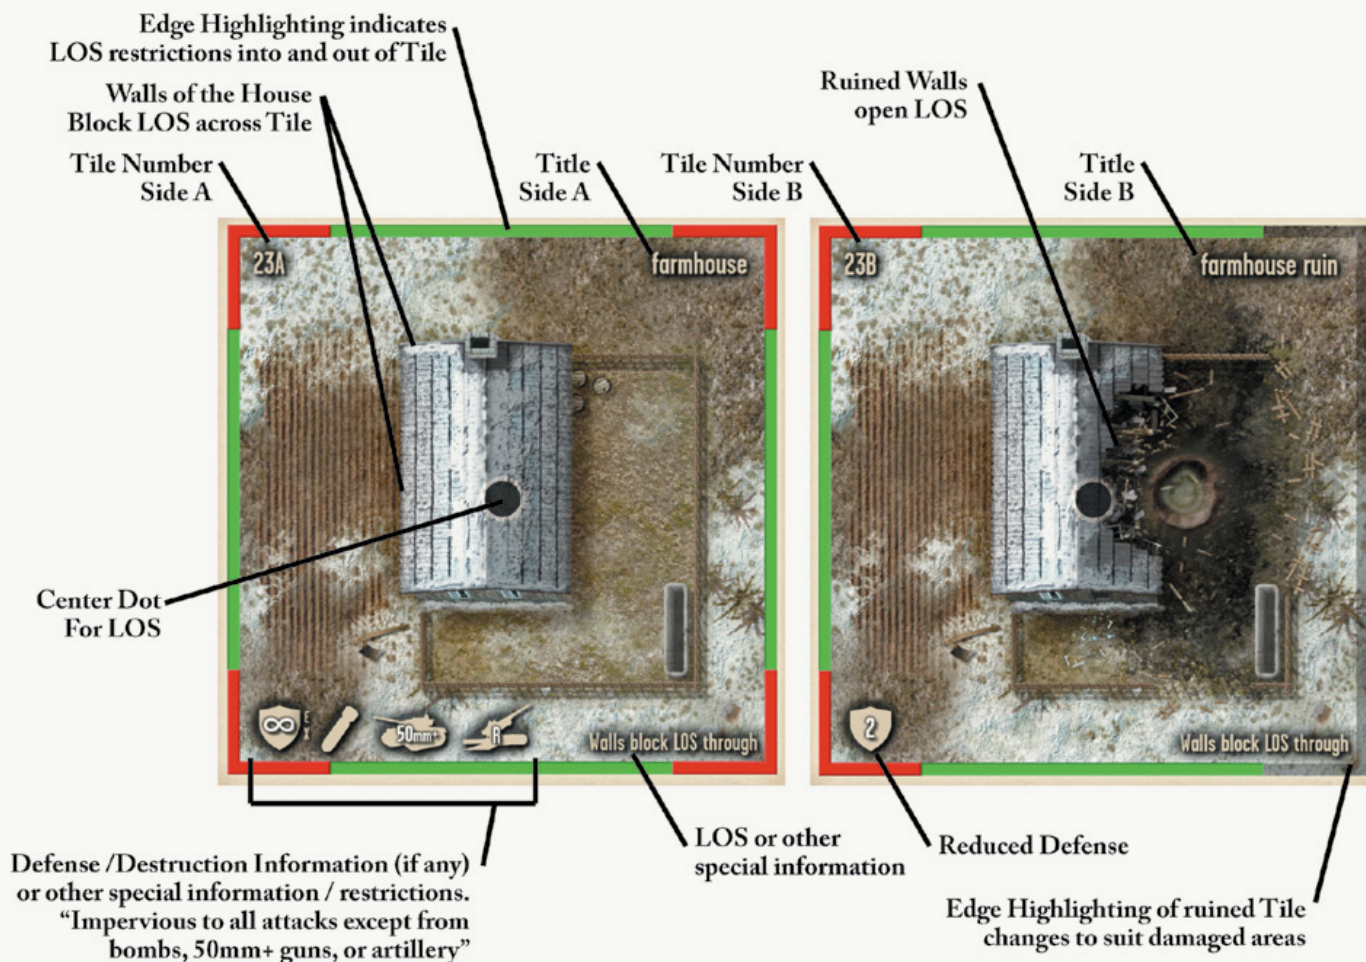 Edge Highlighting indicates
LOS restrictions into and out of Tile
Walls of the House
Block LOS across Tile
Tile Number
Side A
Title
Side A
Tile Number
Side B
Ruined Walls
open LOS
Title
Side B
23A
farmhouse
23B
farmhouse ruin
Center Dot
For LOS
∞
EX
50mm+
R
Walls block LOS through
2
Walls block LOS through
Defense /Destruction Information (if any)
or other special information / restrictions.
“Impervious to all attacks except from
bombs, 50mm+ guns, or artillery”
LOS or other
special information
Reduced Defense
Edge Highlighting of ruined Tile
changes to suit damaged areas